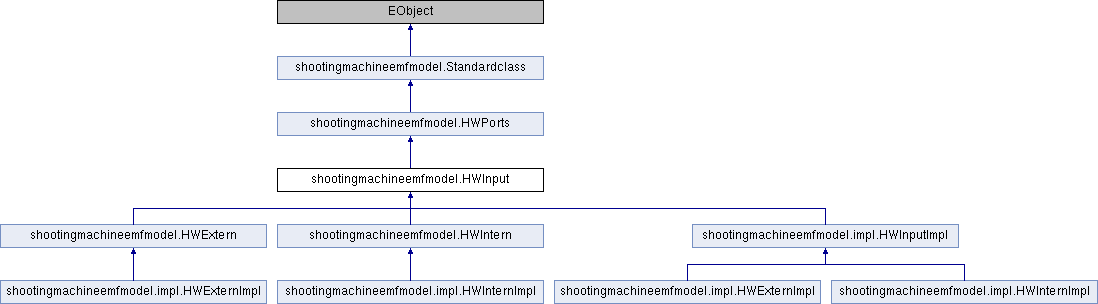 EObject
shootingmachineemfmodel.Standardclass
shootingmachineemfmodel.HWPorts
shootingmachineemfmodel.HWInput
shootingmachineemfmodel.HWExtern
shootingmachineemfmodel.HWIntern
shootingmachineemfmodel.impl.HWInputImpl
shootingmachineemfmodel.impl.HWExternImpl
shootingmachineemfmodel.impl.HWInternImpl
shootingmachineemfmodel.impl.HWExternImpl
shootingmachineemfmodel.impl.HWInternImpl